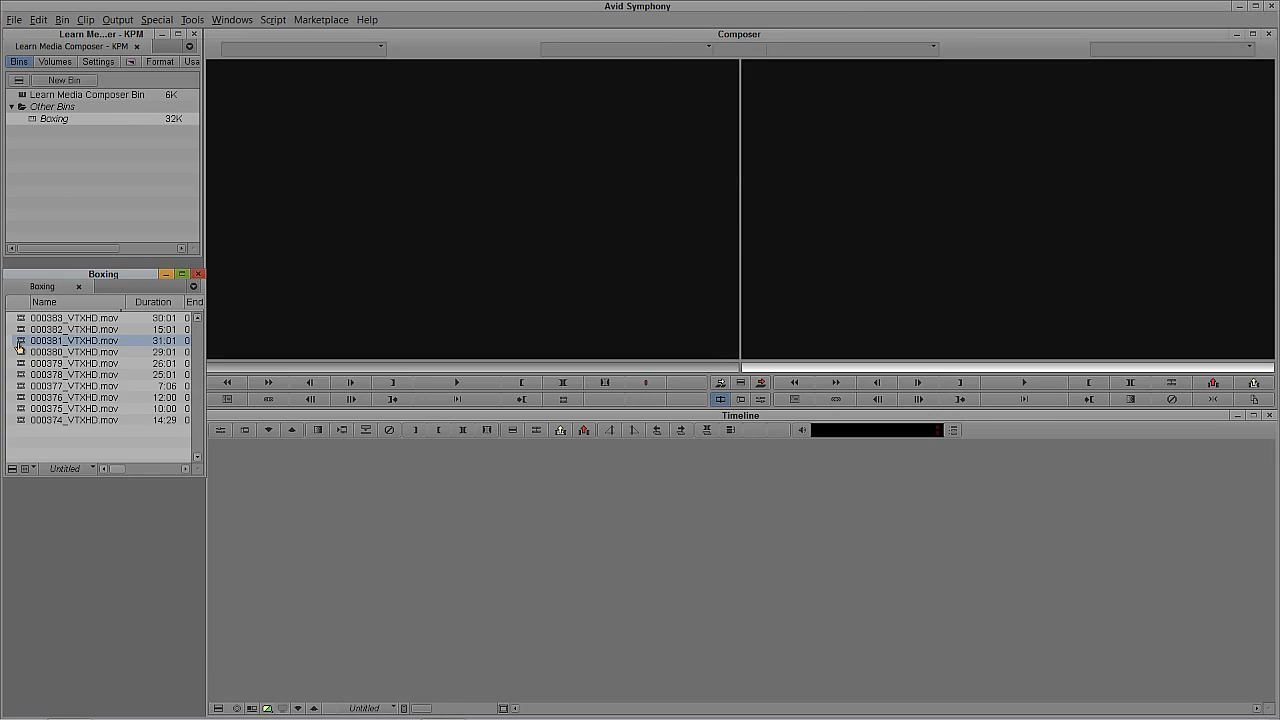 Avid Symphony
File Edit Bin Clip Output Special Tools Windows Script Marketplace Help
Learn Me...er - KPM
Composer
Learn Media Composer - KPM
Bins Volumes Settings Format Usa
New Bin
Learn Media Composer Bin 6K
Other Bins
Boxing 32K
Boxing
Boxing
Name Duration End
000383_VTXHD.mov 30:01 0
000382_VTXHD.mov 15:01 0
000381_VTXHD.mov 31:01 0
000380_VTXHD.mov 29:01 0
000379_VTXHD.mov 26:01 0
000378_VTXHD.mov 25:01 0
000377_VTXHD.mov 7:06 0
000376_VTXHD.mov 12:00 0
000375_VTXHD.mov 10:00 0
000374_VTXHD.mov 14:29 0
Untitled
Timeline
Untitled